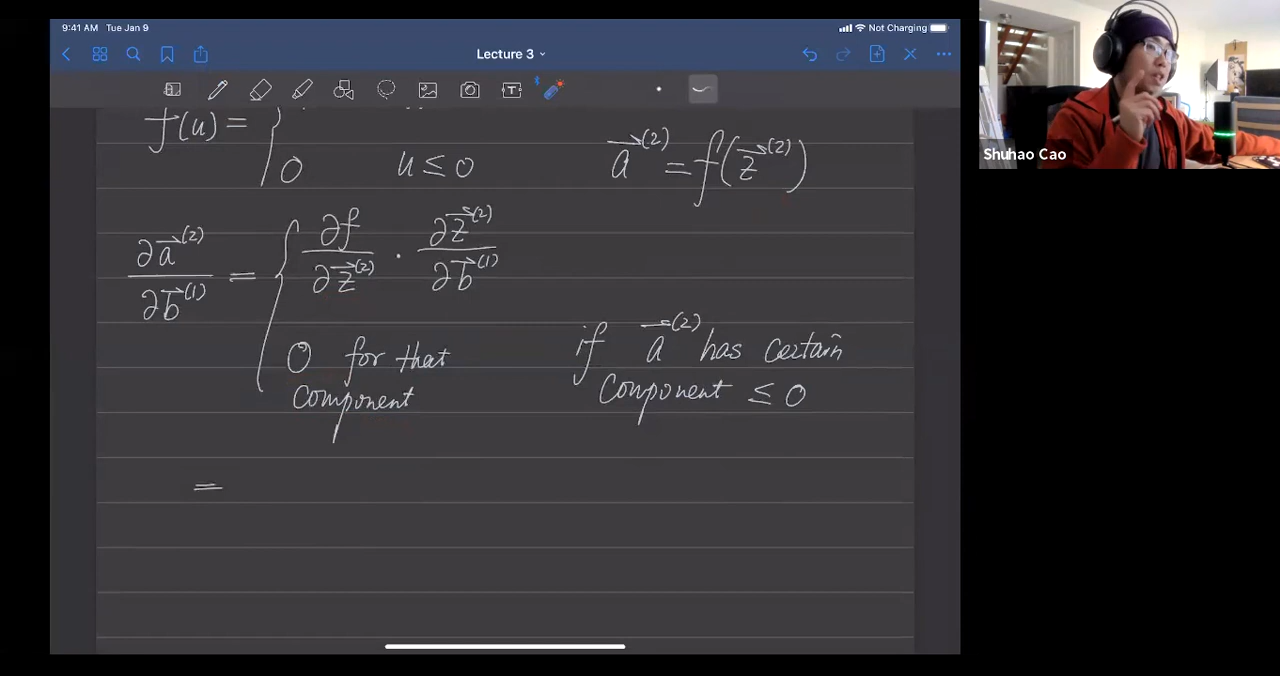 9:41 AM Tue Jan 9
Not Charging
Lecture 3
T
f(u) = {
0 u ≤ 0
a⃗^(2) = f(z⃗^(2))
∂a⃗^(2)/∂b⃗^(1) = { ∂f/∂z⃗^(2) · ∂z⃗^(2)/∂b⃗^(1)
0 for that component
if a⃗^(2) has certain
component ≤ 0
=
Shuhao Cao